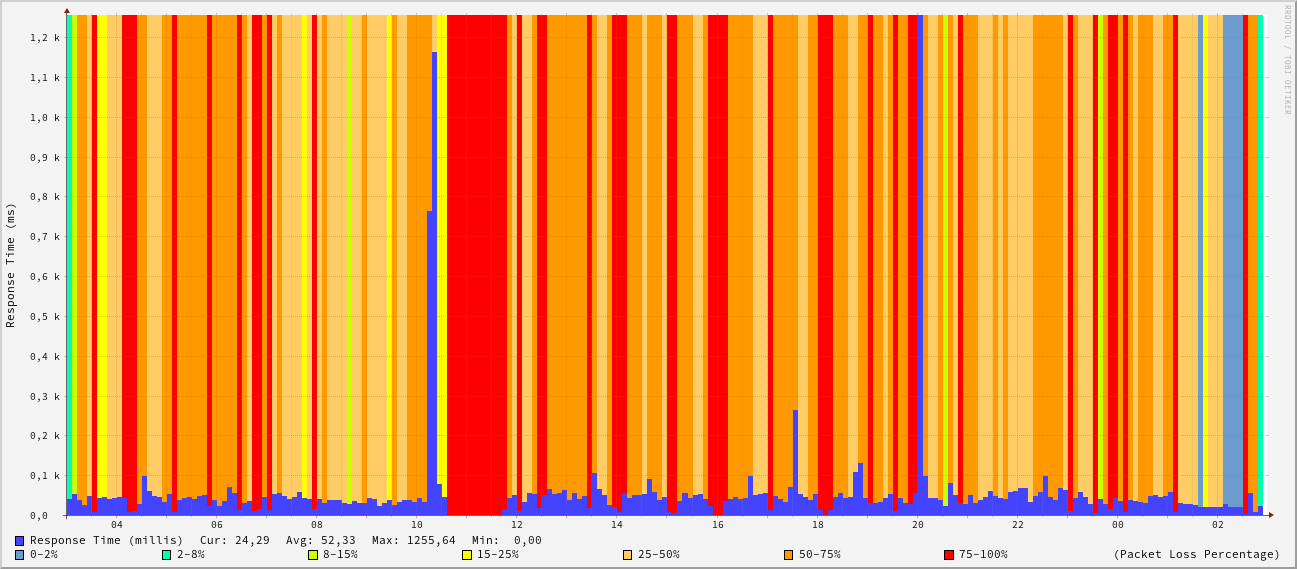 RRDTOOL / TOBI OETIKER
Response Time (ms)
1,2 k
1,1 k
1,0 k
0,9 k
0,8 k
0,7 k
0,6 k
0,5 k
0,4 k
0,3 k
0,2 k
0,1 k
0,0
04 06 08 10 12 14 16 18 20 22 00 02
Response Time (millis) Cur: 24,29 Avg: 52,33 Max: 1255,64 Min: 0,00
0-2% 2-8% 8-15% 15-25% 25-50% 50-75% 75-100% (Packet Loss Percentage)